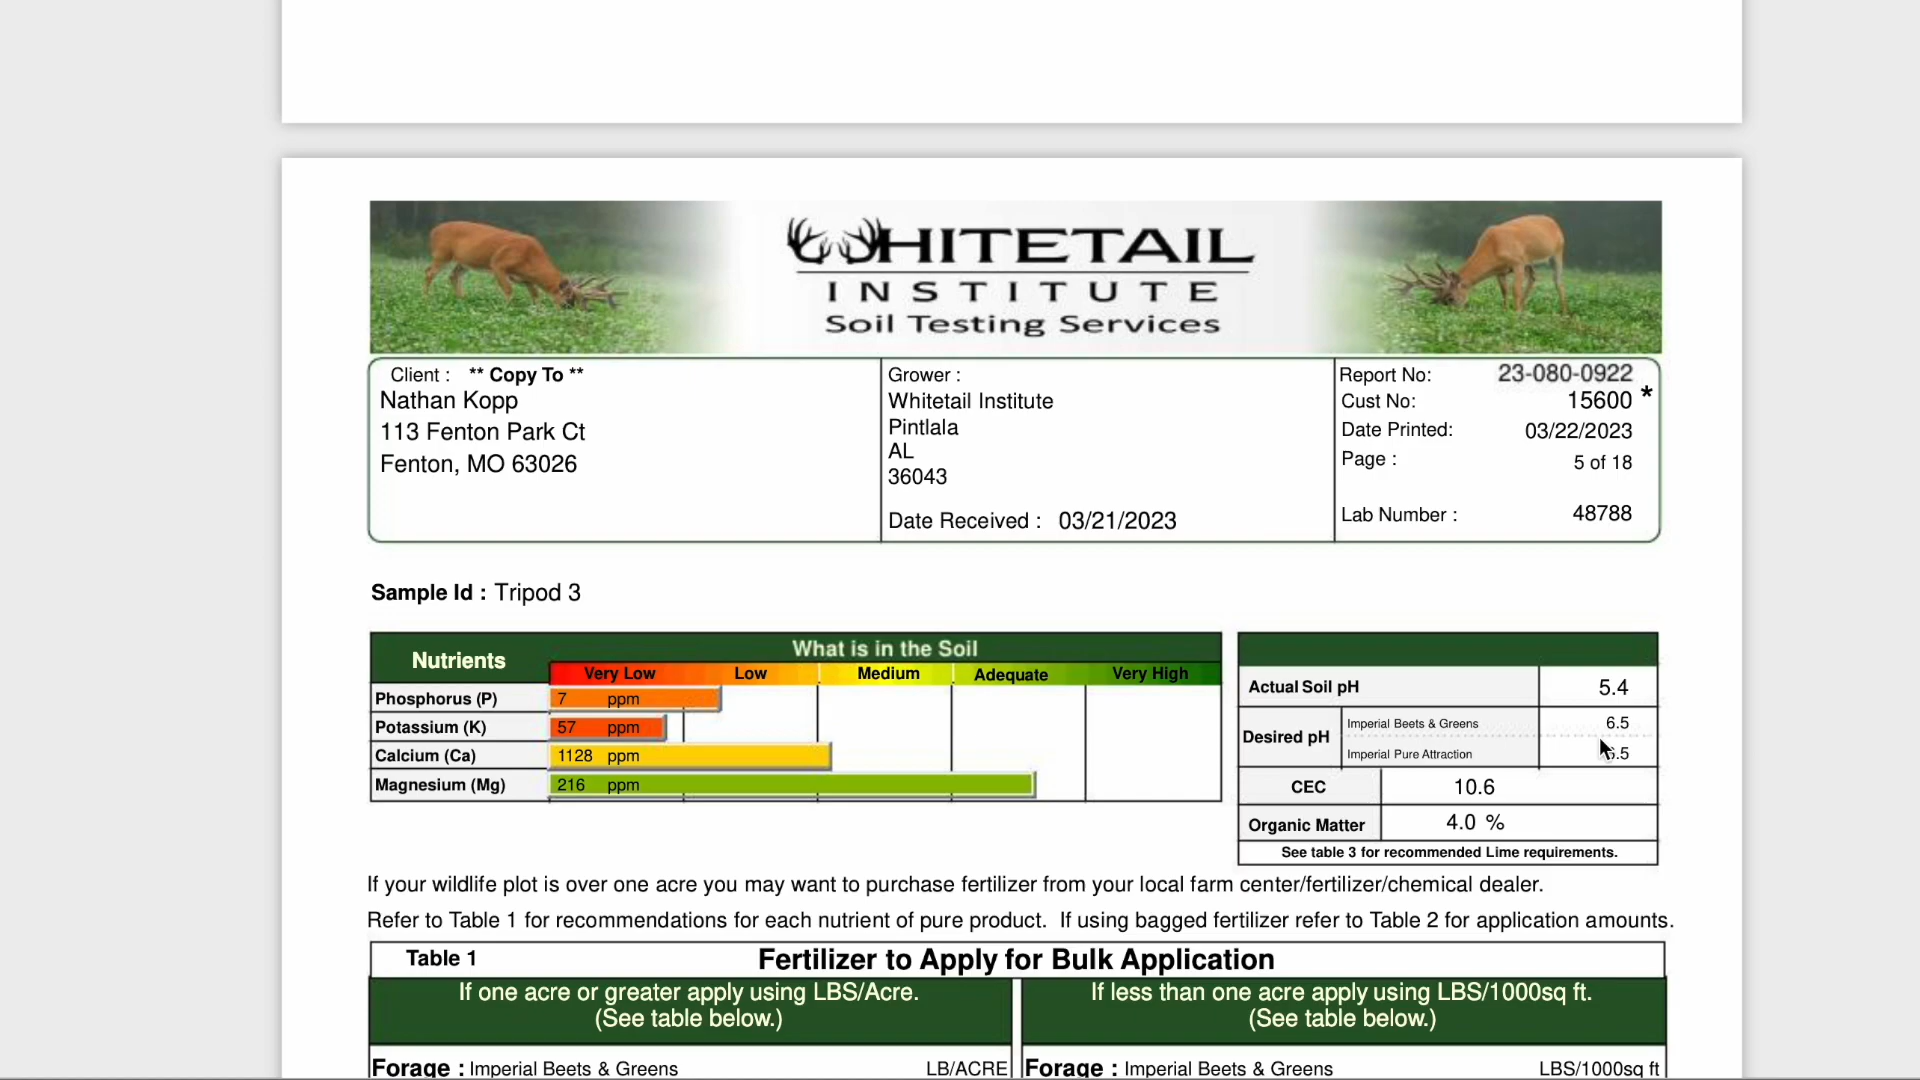 WHITETAIL
INSTITUTE
Soil Testing Services
Client : ** Copy To **
Nathan Kopp
113 Fenton Park Ct
Fenton, MO 63026
Grower :
Whitetail Institute
Pintlala
AL
36043
Date Received : 03/21/2023
Report No: 23-080-0922
Cust No: 15600 *
Date Printed: 03/22/2023
Page : 5 of 18
Lab Number : 48788
Sample Id : Tripod 3
Nutrients
What is in the Soil
Very Low Low Medium Adequate Very High
Phosphorus (P) 7 ppm
Potassium (K) 57 ppm
Calcium (Ca) 1128 ppm
Magnesium (Mg) 216 ppm
Actual Soil pH 5.4
Desired pH
Imperial Beets & Greens 6.5
Imperial Pure Attraction
CEC 10.6
Organic Matter 4.0 %
See table 3 for recommended Lime requirements.
If your wildlife plot is over one acre you may want to purchase fertilizer from your local farm center/fertilizer/chemical dealer.
Refer to Table 1 for recommendations for each nutrient of pure product. If using bagged fertilizer refer to Table 2 for application amounts.
Table 1 Fertilizer to Apply for Bulk Application
If one acre or greater apply using LBS/Acre.
(See table below.)
If less than one acre apply using LBS/1000sq ft.
(See table below.)
Forage : Imperial Beets & Greens LB/ACRE
Forage : Imperial Beets & Greens LBS/1000sq ft